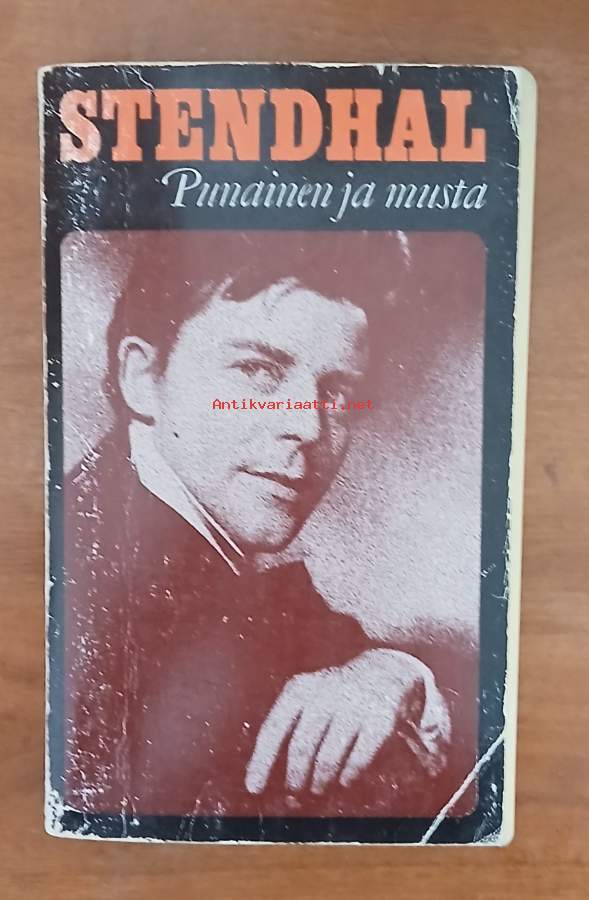 STENDHAL
Punainen ja musta
Antikvariaatti.net